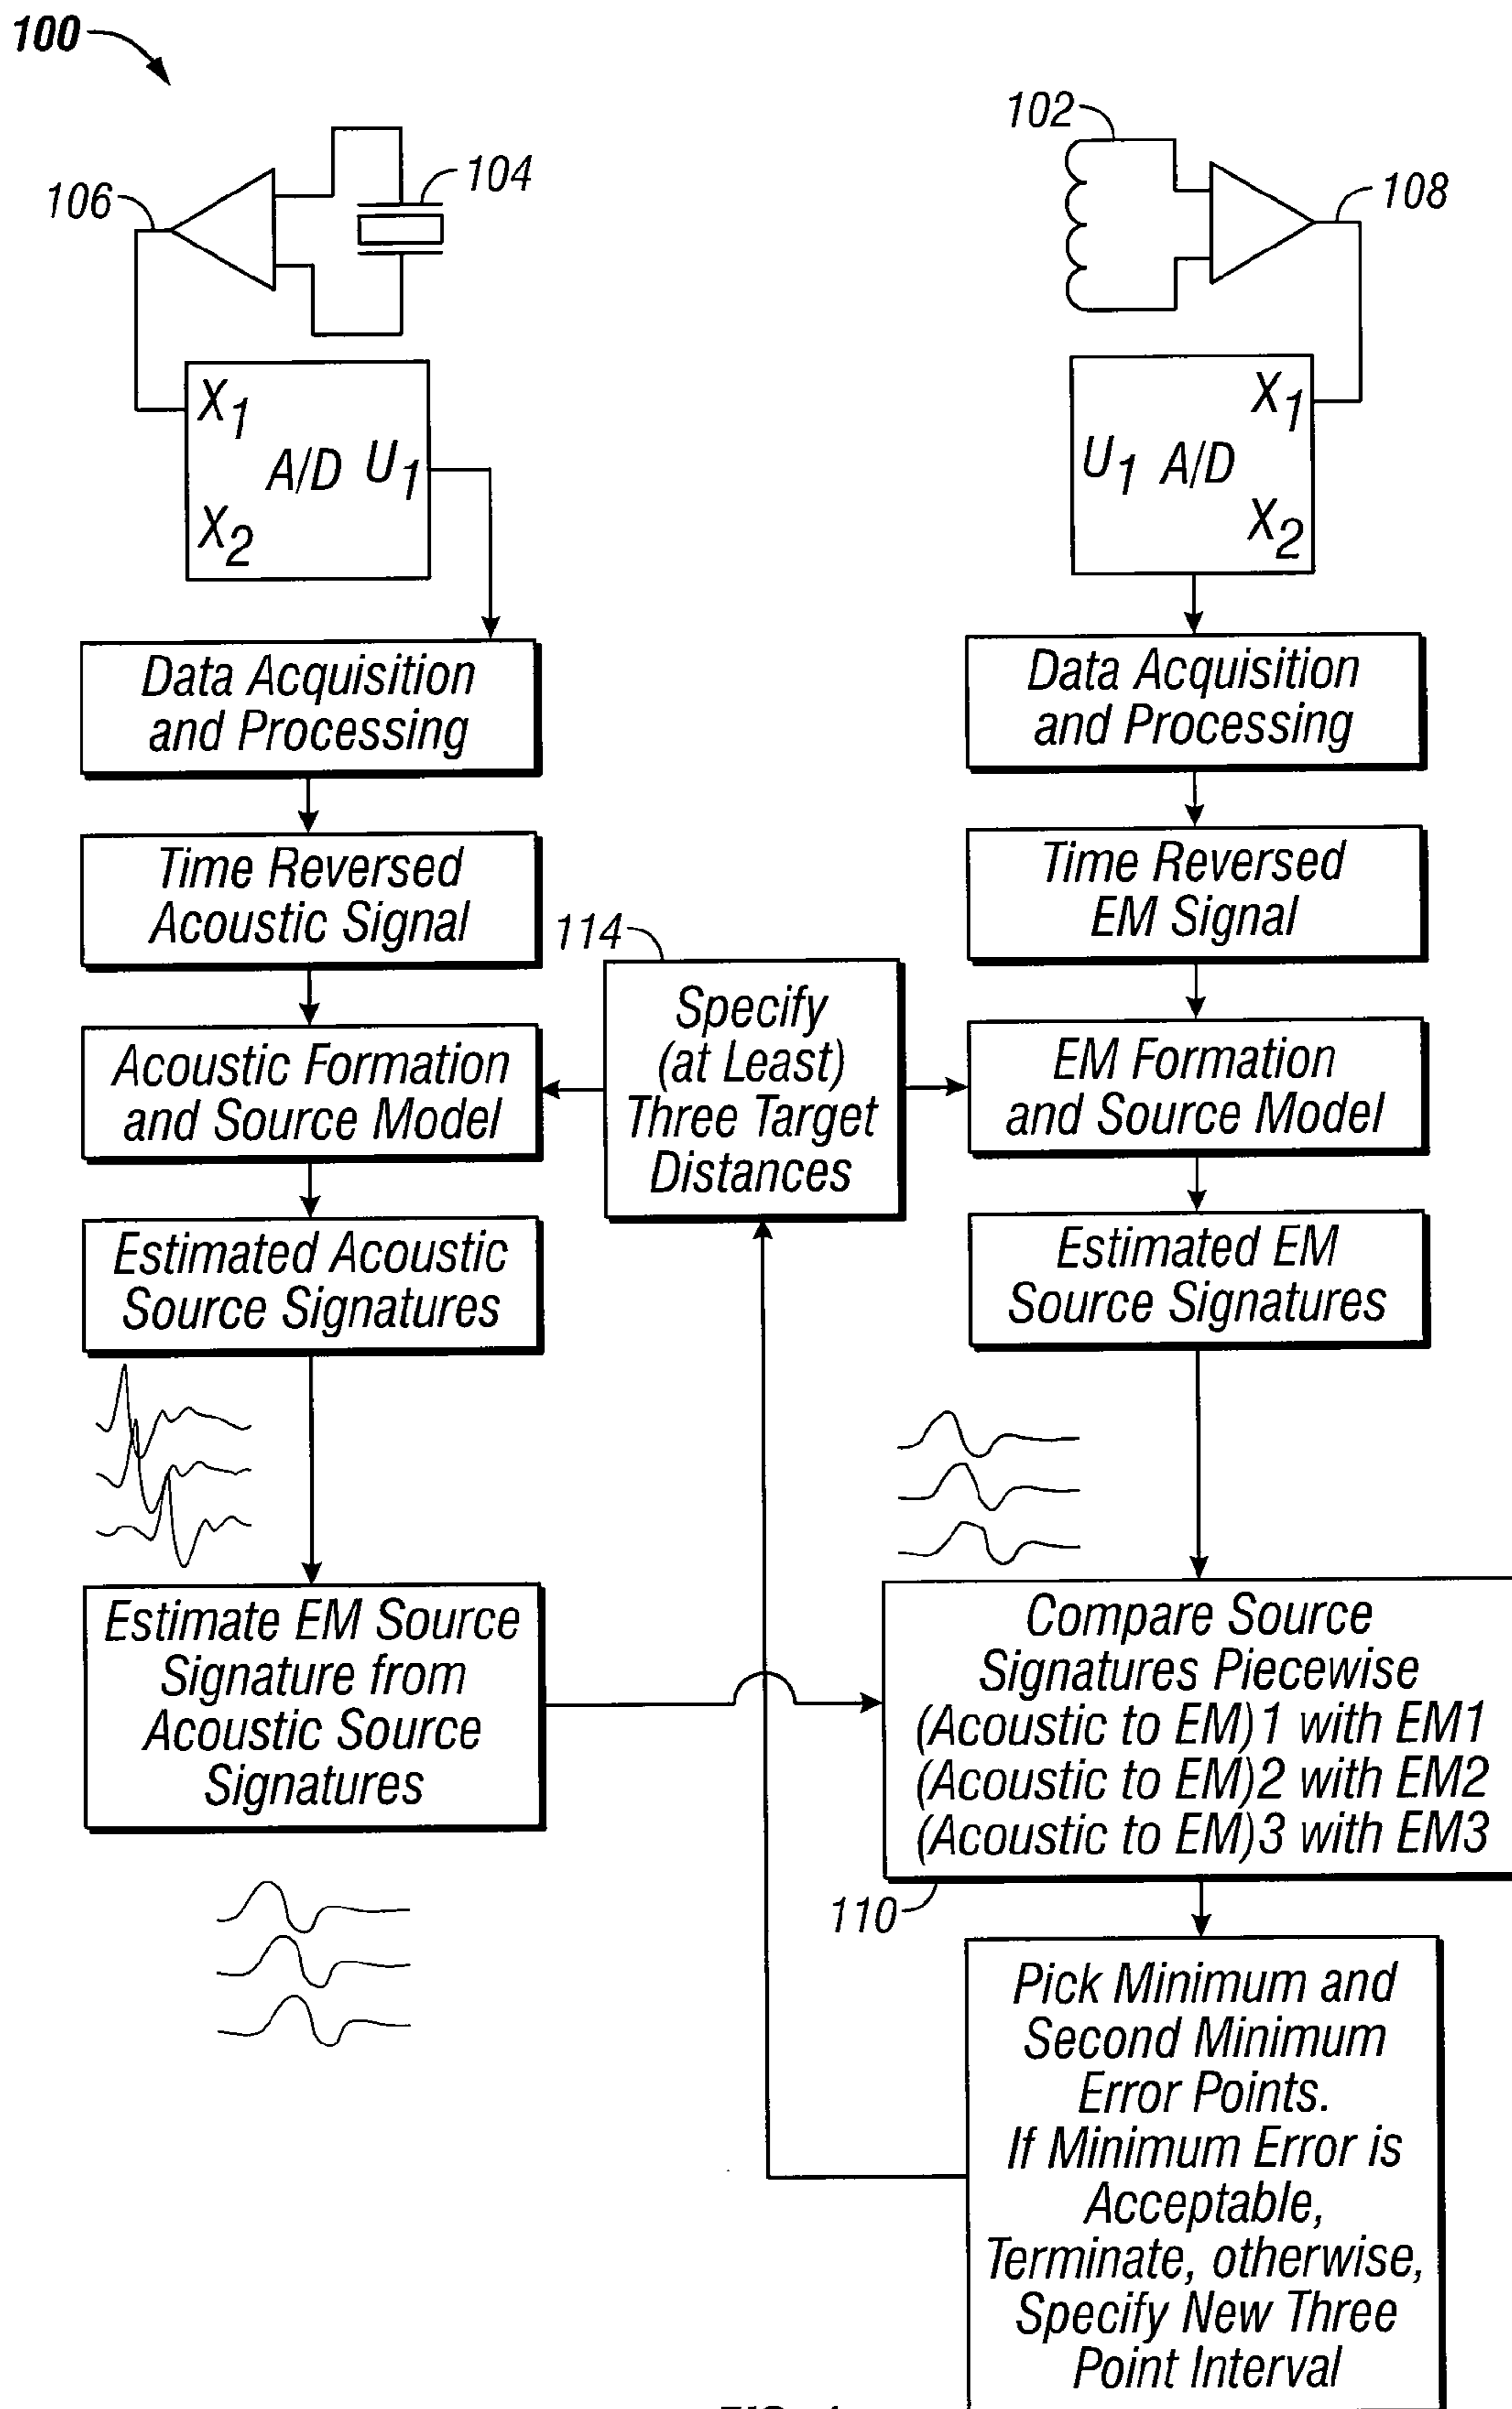 100
102
104
106
108
X1
A/D U1
X2
X1
U1 A/D
X2
Data Acquisition
and Processing
Data Acquisition
and Processing
Time Reversed
Acoustic Signal
Time Reversed
EM Signal
114
Specify
(at Least)
Three Target
Distances
Acoustic Formation
and Source Model
EM Formation
and Source Model
Estimated Acoustic
Source Signatures
Estimated EM
Source Signatures
Estimate EM Source
Signature from
Acoustic Source
Signatures
Compare Source
Signatures Piecewise
(Acoustic to EM)1 with EM1
(Acoustic to EM)2 with EM2
(Acoustic to EM)3 with EM3
110
Pick Minimum and
Second Minimum
Error Points.
If Minimum Error is
Acceptable,
Terminate, otherwise,
Specify New Three
Point Interval